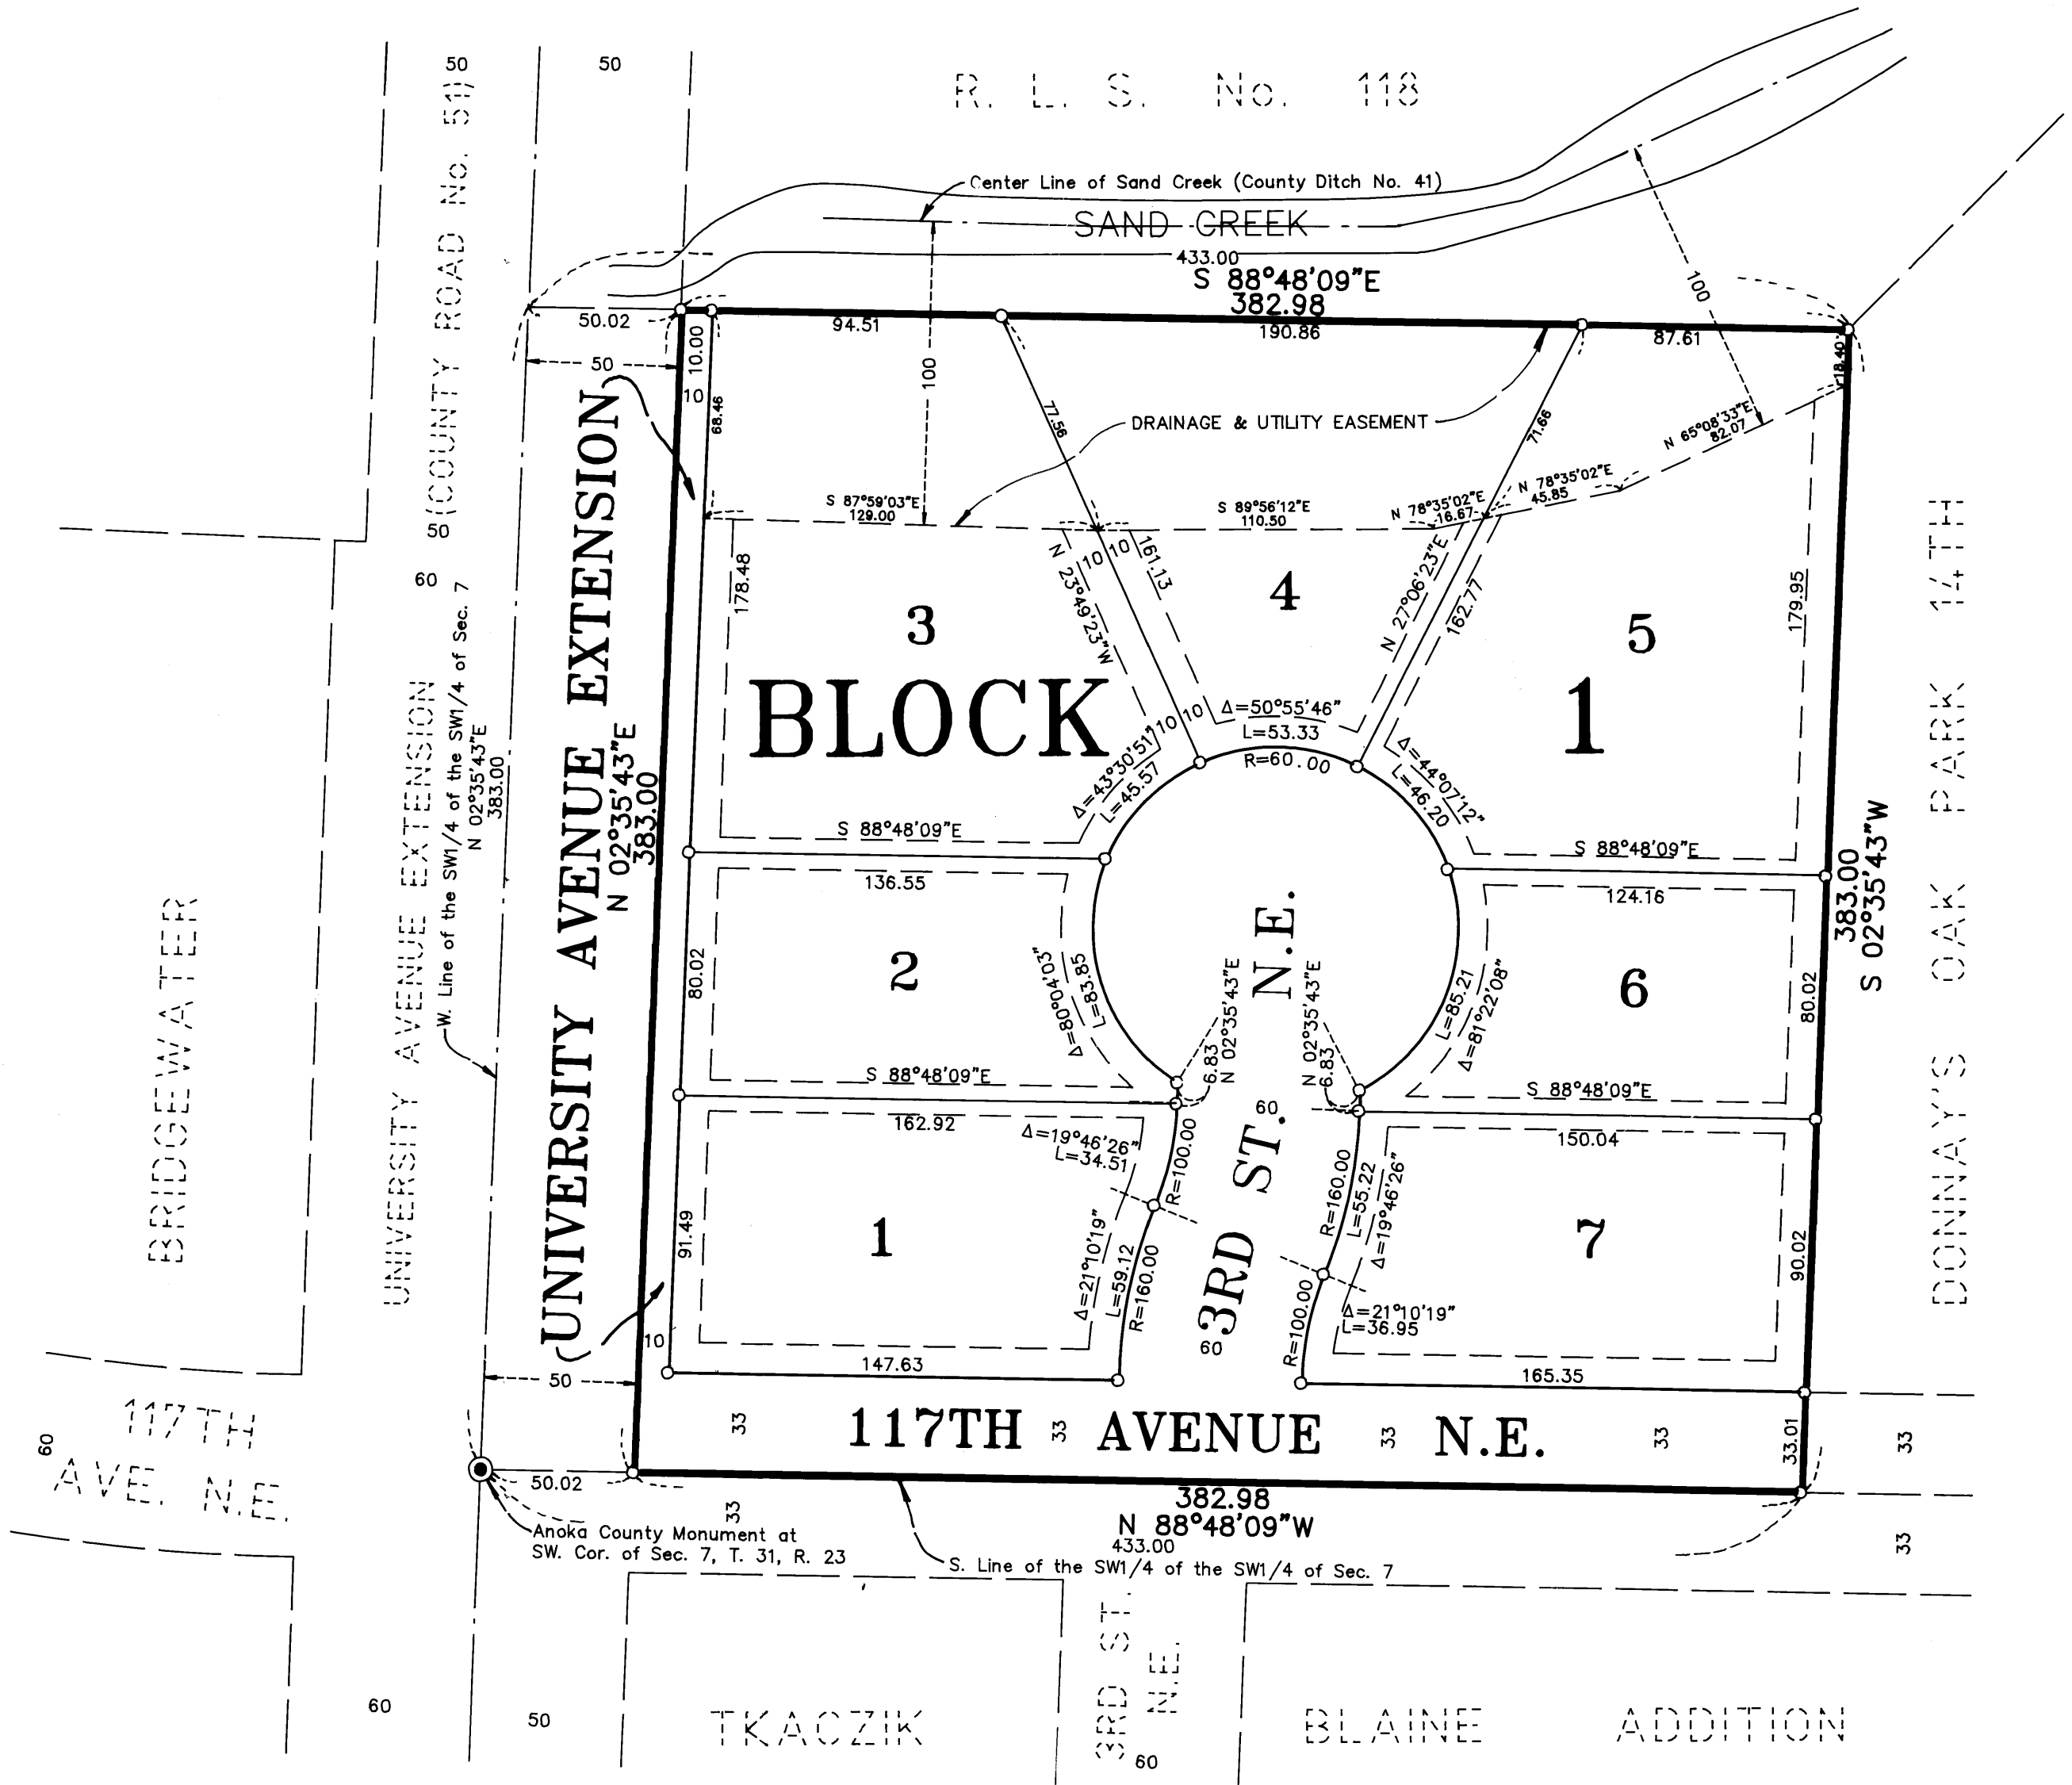 50
50
R. L. S. No. 118
Center Line of Sand Creek (County Ditch No. 41)
SAND CREEK
433.00
S 88°48'09"E
382.98
50.02
94.51
190.86
87.61
100
100
50
10.00
10
68.46
18.40
77.56
71.66
DRAINAGE & UTILITY EASEMENT
N 65°08'33"E
82.07
S 87°59'03"E
129.00
S 89°56'12"E
110.50
N 78°35'02"E
16.67
N 78°35'02"E
45.85
50 (COUNTY ROAD No. 51)
UNIVERSITY AVENUE EXTENSION
60
W. Line of the SW1/4 of the SW1/4 of Sec. 7
N 02°35'43"E
383.00
UNIVERSITY AVENUE EXTENSION
N 02°35'43"E
383.00
178.48
10 10
161.13
N 23°49'23"W
N 27°06'23"E
162.77
179.95
3
4
5
BLOCK
1
10 10
Δ=50°55'46"
L=53.33
R=60.00
Δ=43°30'51"
L=45.57
Δ=44°07'12"
L=46.20
S 88°48'09"E
S 88°48'09"E
136.55
124.16
383.00
S 02°35'43"W
DONNAY'S OAK PARK 14TH
BRIDGEWATER
2
6
80.02
80.02
Δ=80°04'03"
L=83.85
L=85.21
Δ=81°22'08"
6.83
N 02°35'43"E
N 02°35'43"E
6.83
S 88°48'09"E
S 88°48'09"E
60
162.92
150.04
Δ=19°46'26"
L=34.51
R=100.00
R=160.00
L=55.22
Δ=19°46'26"
3RD ST. N.E.
1
7
91.49
90.02
Δ=21°10'19"
L=59.12
R=160.00
R=100.00
Δ=21°10'19"
L=36.95
60
10
147.63
165.35
50
33
33
33
33
33.01
33
117TH AVENUE N.E.
60
117TH
AVE. N.E.
50.02
33
382.98
N 88°48'09"W
433.00
33
Anoka County Monument at
SW. Cor. of Sec. 7, T. 31, R. 23
S. Line of the SW1/4 of the SW1/4 of Sec. 7
60
50
TKACZIK
3RD ST.
N.E.
60
BLAINE ADDITION